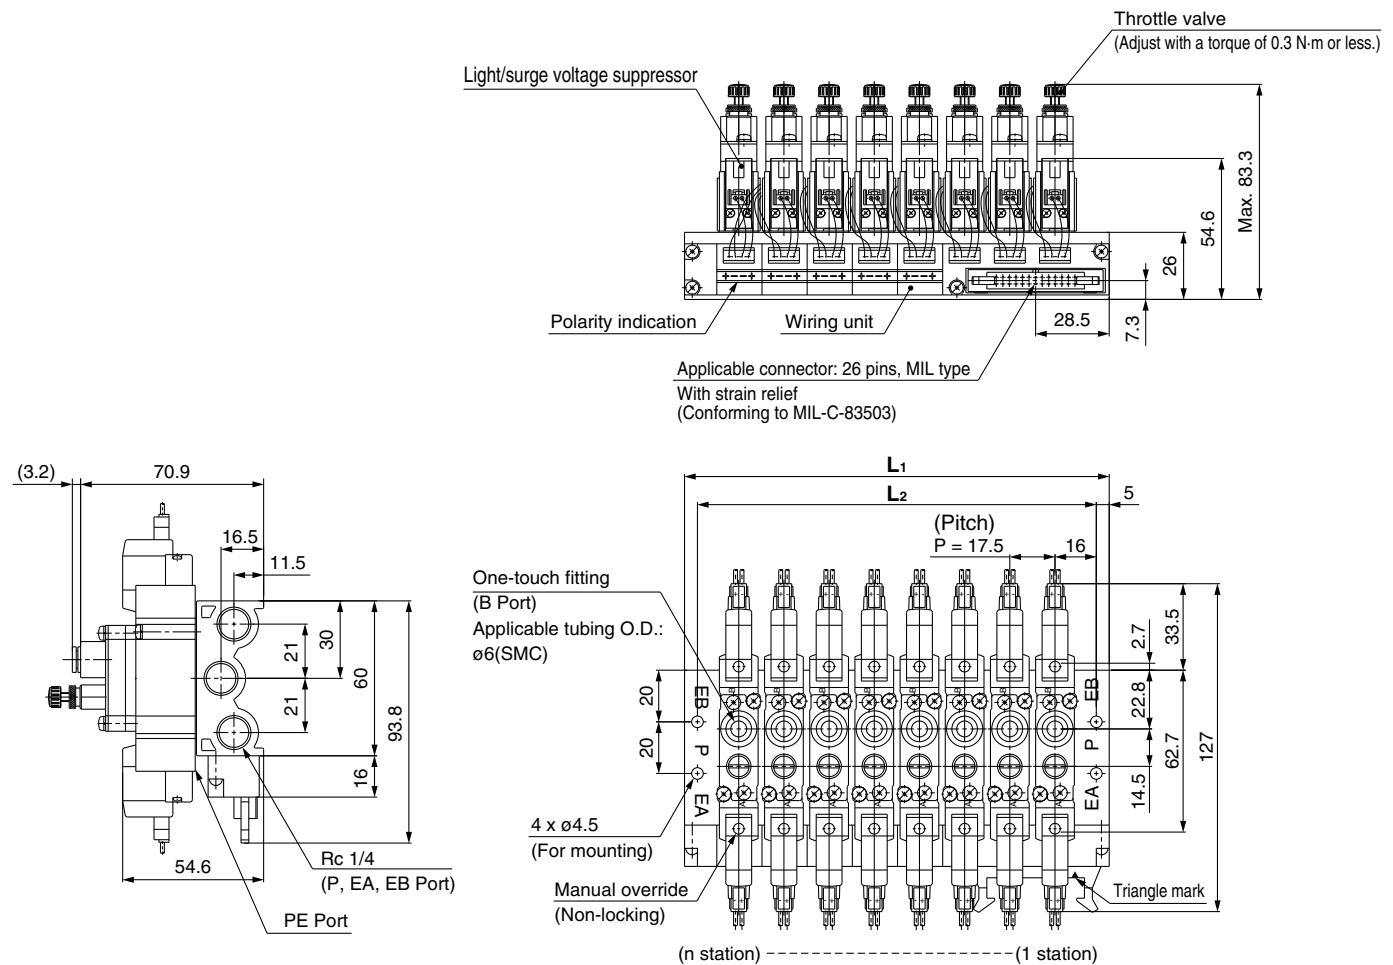 Throttle valve
(Adjust with a torque of 0.3 N·m or less.)
Light/surge voltage suppressor
Max. 83.3
54.6
26
7.3
28.5
Polarity indication
Wiring unit
Applicable connector: 26 pins, MIL type
With strain relief
(Conforming to MIL-C-83503)
(3.2)
70.9
16.5
11.5
21
30
21
60
93.8
16
54.6
Rc 1/4
(P, EA, EB Port)
PE Port
L1
L2
5
(Pitch)
P = 17.5
16
One-touch fitting
(B Port)
Applicable tubing O.D.:
ø6(SMC)
33.5
2.7
22.8
62.7
127
14.5
20
20
EB
P
EA
EB
P
EA
4 x ø4.5
(For mounting)
Manual override
(Non-locking)
Triangle mark
(n station)
(1 station)